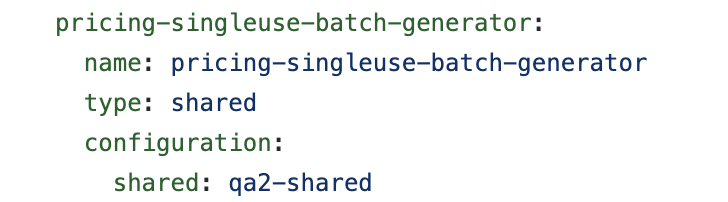 pricing-singleuse-batch-generator:
  name: pricing-singleuse-batch-generator
  type: shared
  configuration:
    shared: qa2-shared